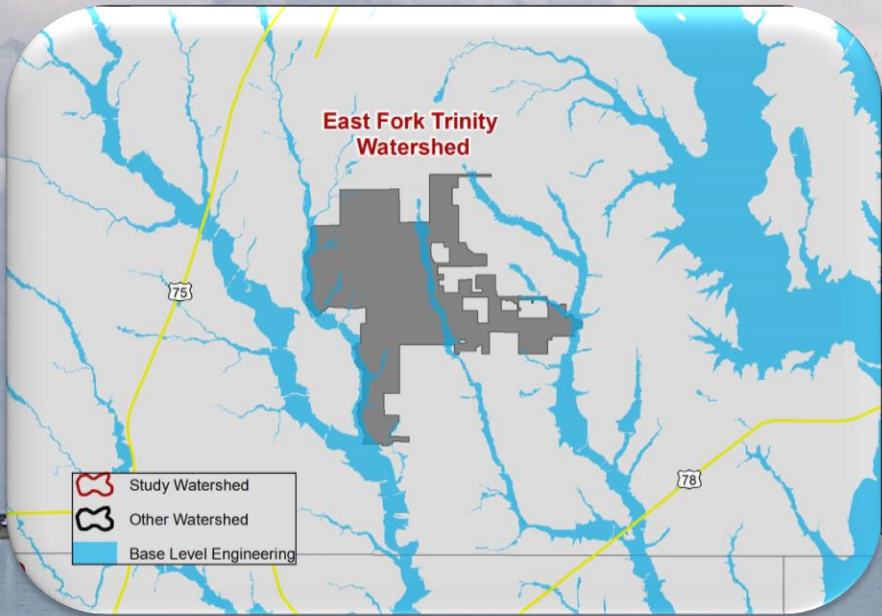 East Fork Trinity
Watershed
75
78
Study Watershed
Other Watershed
Base Level Engineering